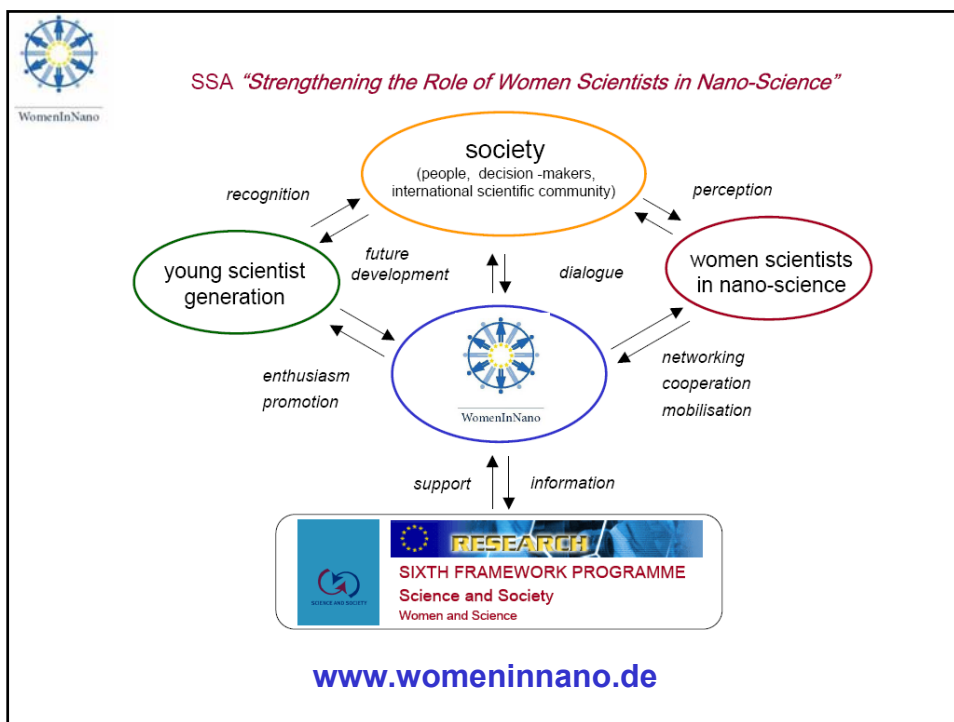 WomenInNano
SSA "Strengthening the Role of Women Scientists in Nano-Science"
society
(people, decision -makers,
international scientific community)
recognition
perception
young scientist
generation
future
development
dialogue
women scientists
in nano-science
enthusiasm
promotion
WomenInNano
networking
cooperation
mobilisation
support
information
RESEARCH
SCIENCE AND SOCIETY
SIXTH FRAMEWORK PROGRAMME
Science and Society
Women and Science
www.womeninnano.de